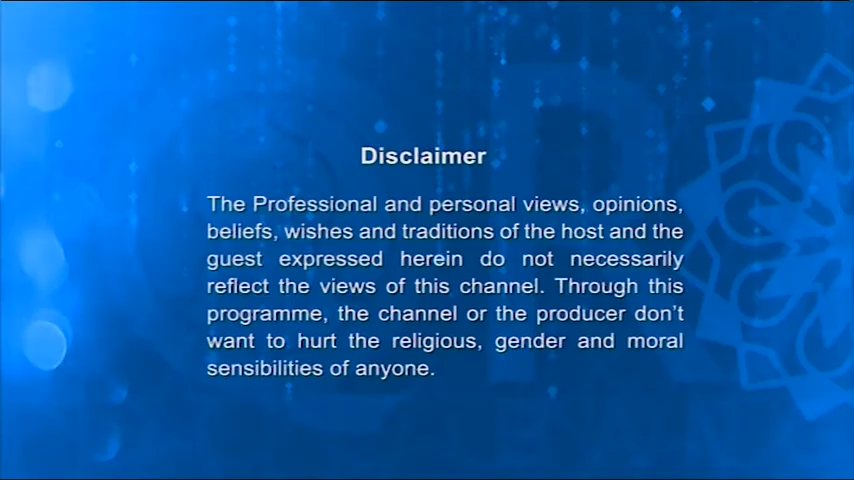 Disclaimer
The Professional and personal views, opinions,
beliefs, wishes and traditions of the host and the
guest expressed herein do not necessarily
reflect the views of this channel. Through this
programme, the channel or the producer don't
want to hurt the religious, gender and moral
sensibilities of anyone.